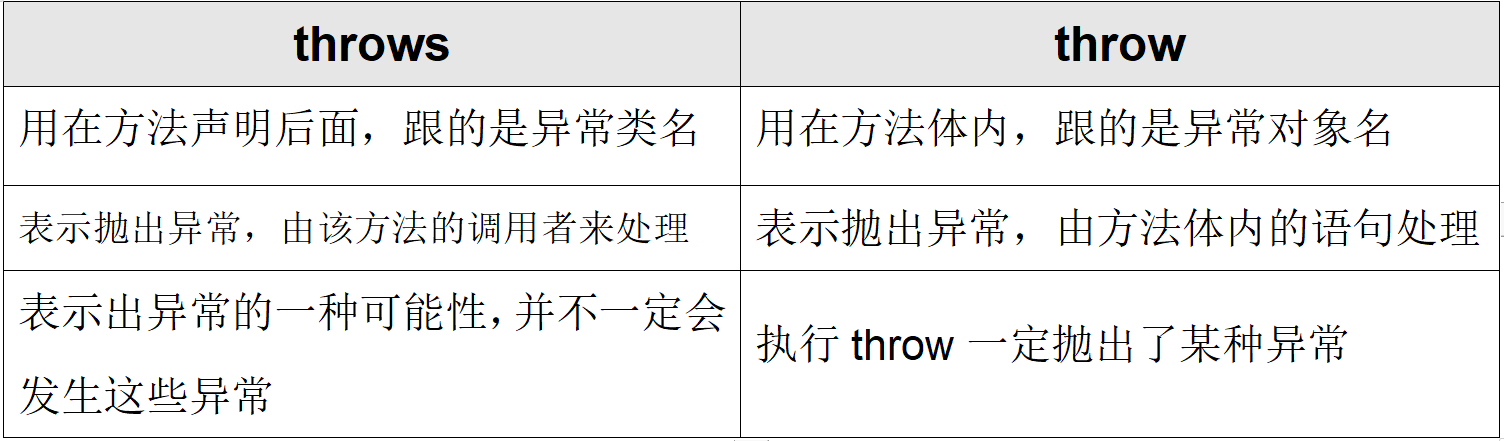 throws
throw
用在方法声明后面，跟的是异常类名
用在方法体内，跟的是异常对象名
表示抛出异常，由该方法的调用者来处理
表示抛出异常，由方法体内的语句处理
表示出异常的一种可能性，并不一定会
发生这些异常
执行 throw 一定抛出了某种异常